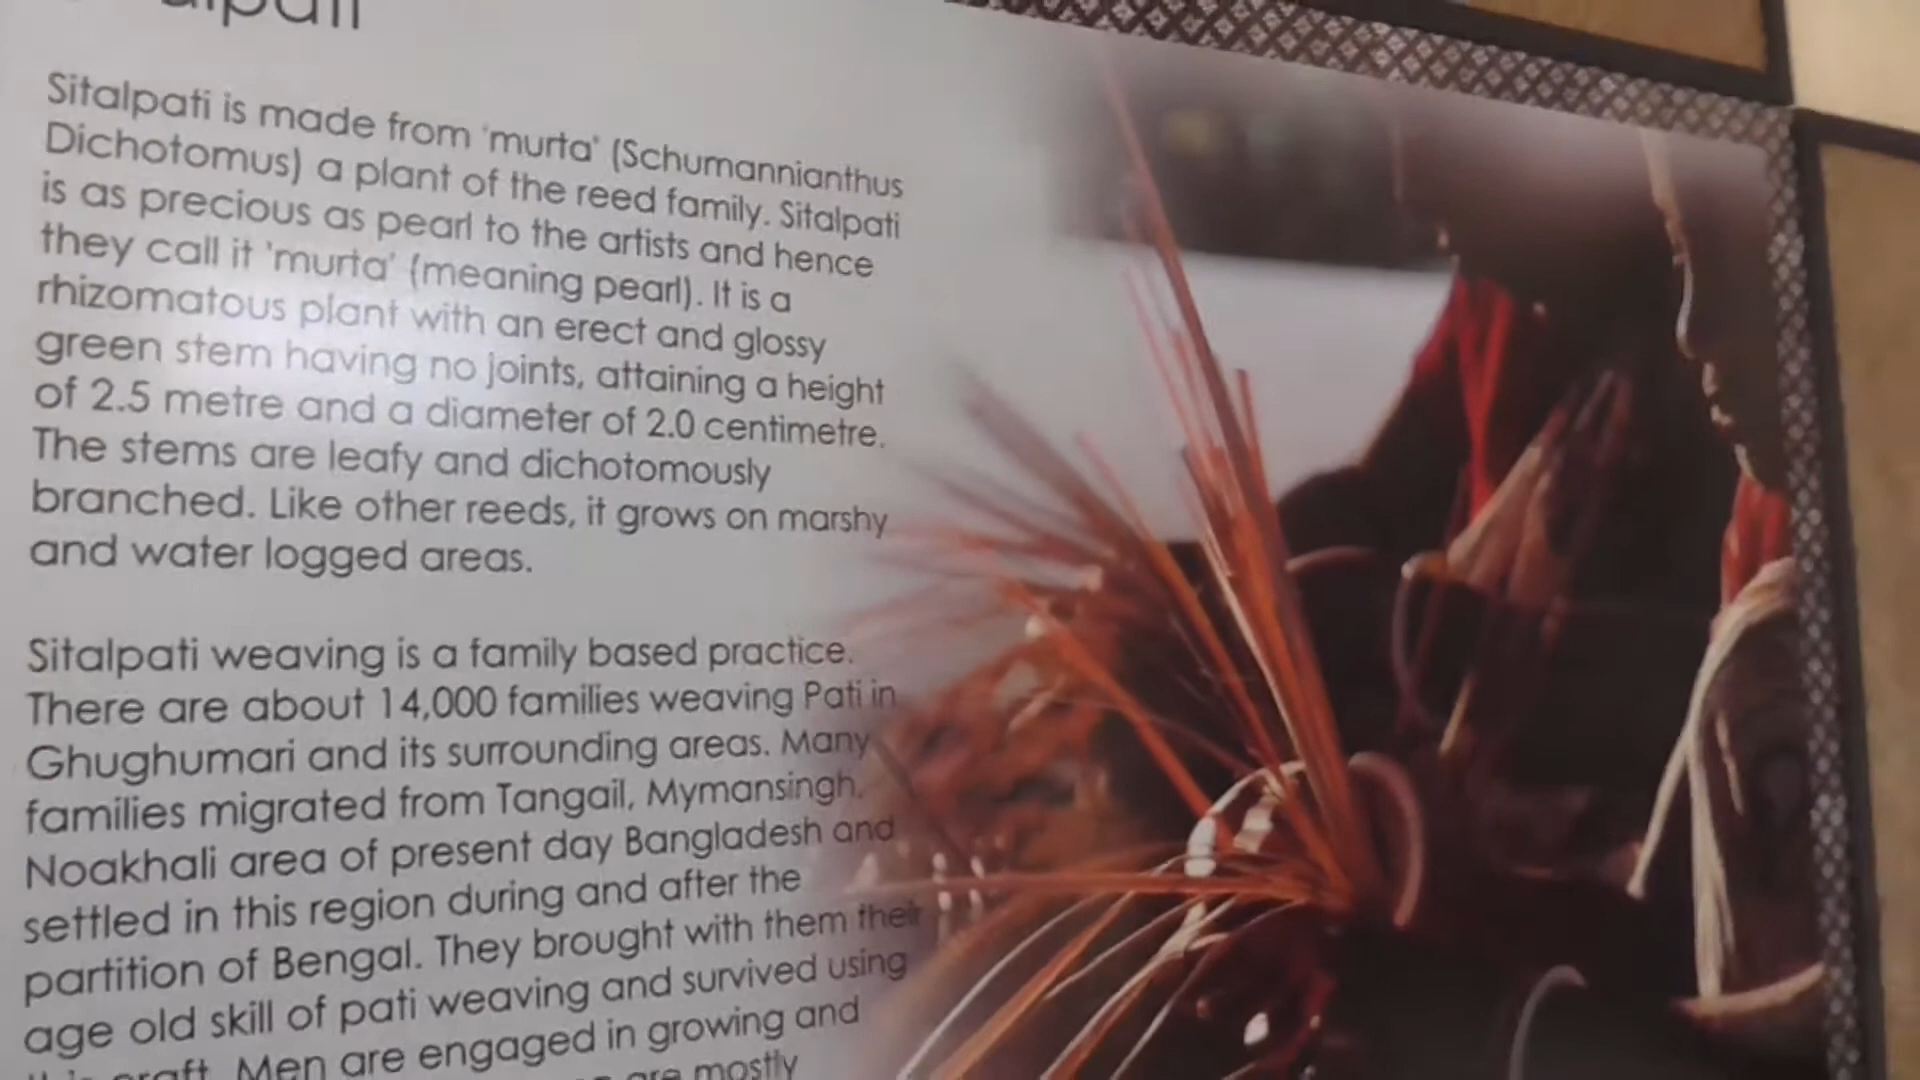 Sitalpati is made from 'murta' (Schumannianthus
Dichotomus) a plant of the reed family. Sitalpati
is as precious as pearl to the artists and hence
they call it 'murta' (meaning pearl). It is a
rhizomatous plant with an erect and glossy
green stem having no joints, attaining a height
of 2.5 metre and a diameter of 2.0 centimetre.
The stems are leafy and dichotomously
branched. Like other reeds, it grows on marshy
and water logged areas.
Sitalpati weaving is a family based practice.
There are about 14,000 families weaving Pati in
Ghughumari and its surrounding areas. Many
families migrated from Tangail, Mymansingh,
Noakhali area of present day Bangladesh and
settled in this region during and after the
partition of Bengal. They brought with them their
age old skill of pati weaving and survived using
craft. Men are engaged in growing and
are mostly